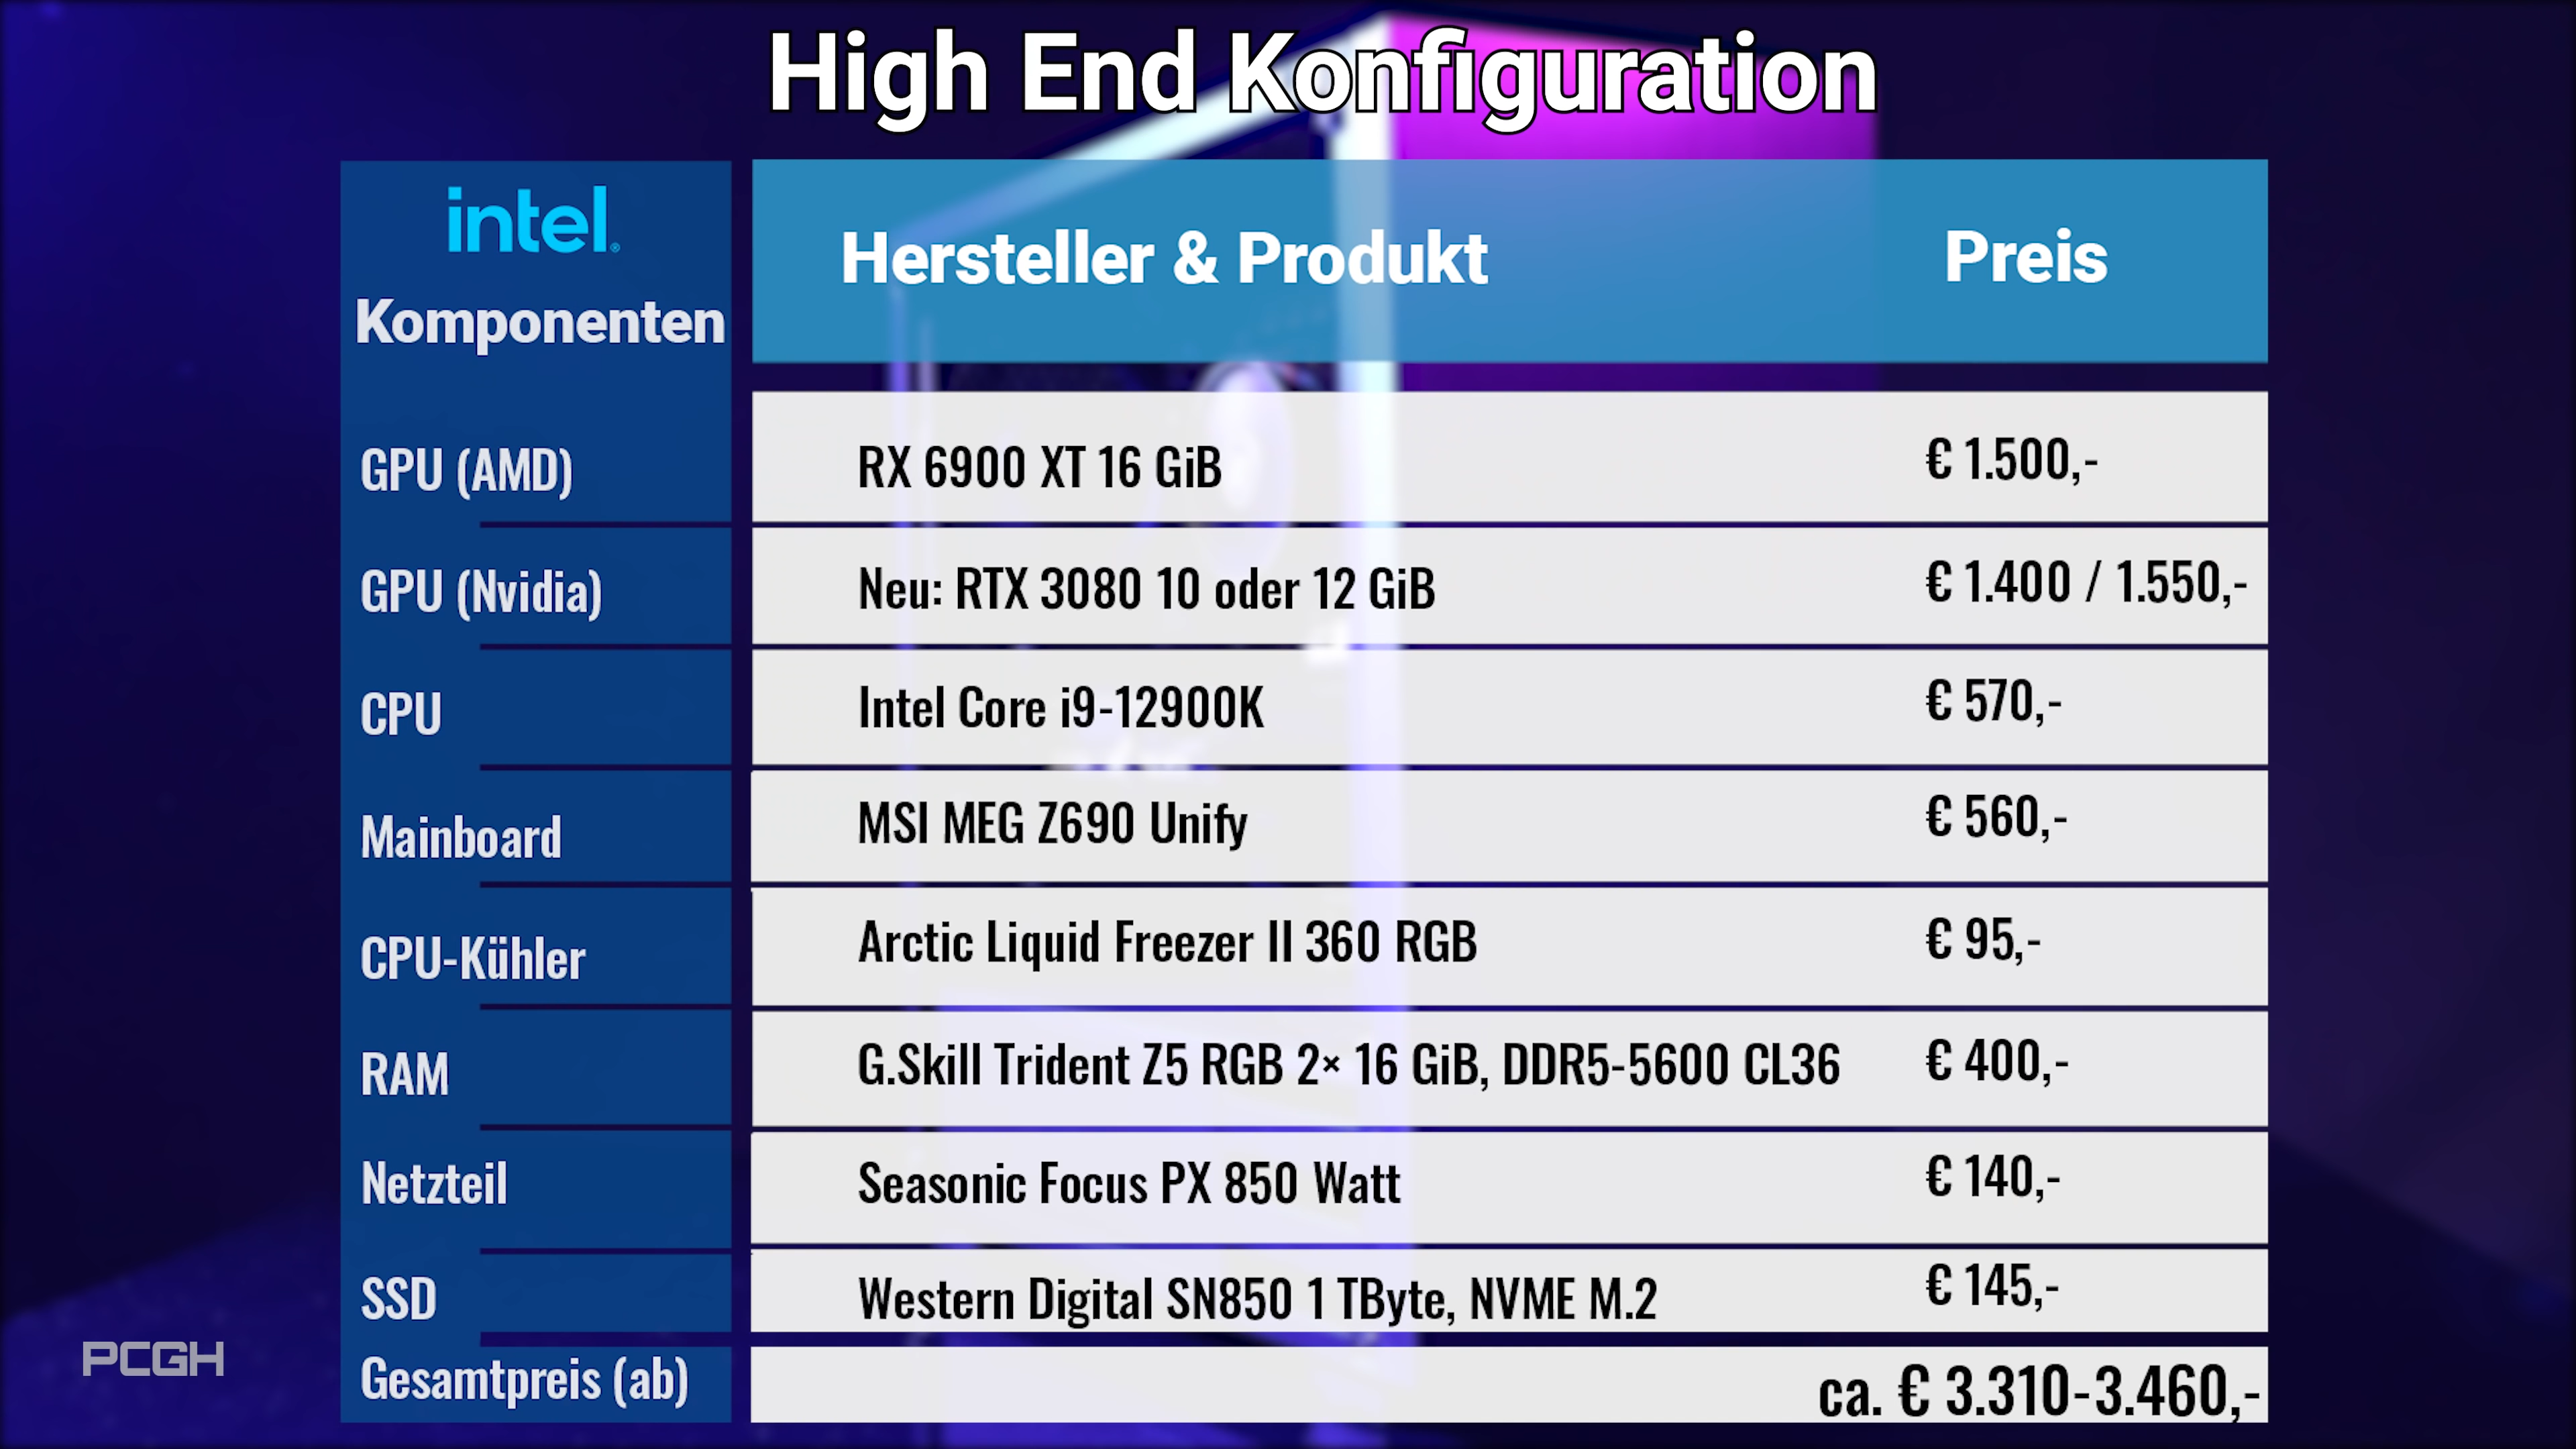 High End Konfiguration
intel.
Komponenten
Hersteller & Produkt
Preis
GPU (AMD)
RX 6900 XT 16 GiB
€ 1.500,-
GPU (Nvidia)
Neu: RTX 3080 10 oder 12 GiB
€ 1.400 / 1.550,-
CPU
Intel Core i9-12900K
€ 570,-
Mainboard
MSI MEG Z690 Unify
€ 560,-
CPU-Kühler
Arctic Liquid Freezer II 360 RGB
€ 95,-
RAM
G.Skill Trident Z5 RGB 2× 16 GiB, DDR5-5600 CL36
€ 400,-
Netzteil
Seasonic Focus PX 850 Watt
€ 140,-
SSD
Western Digital SN850 1 TByte, NVME M.2
€ 145,-
Gesamtpreis (ab)
ca. € 3.310-3.460,-
PCGH